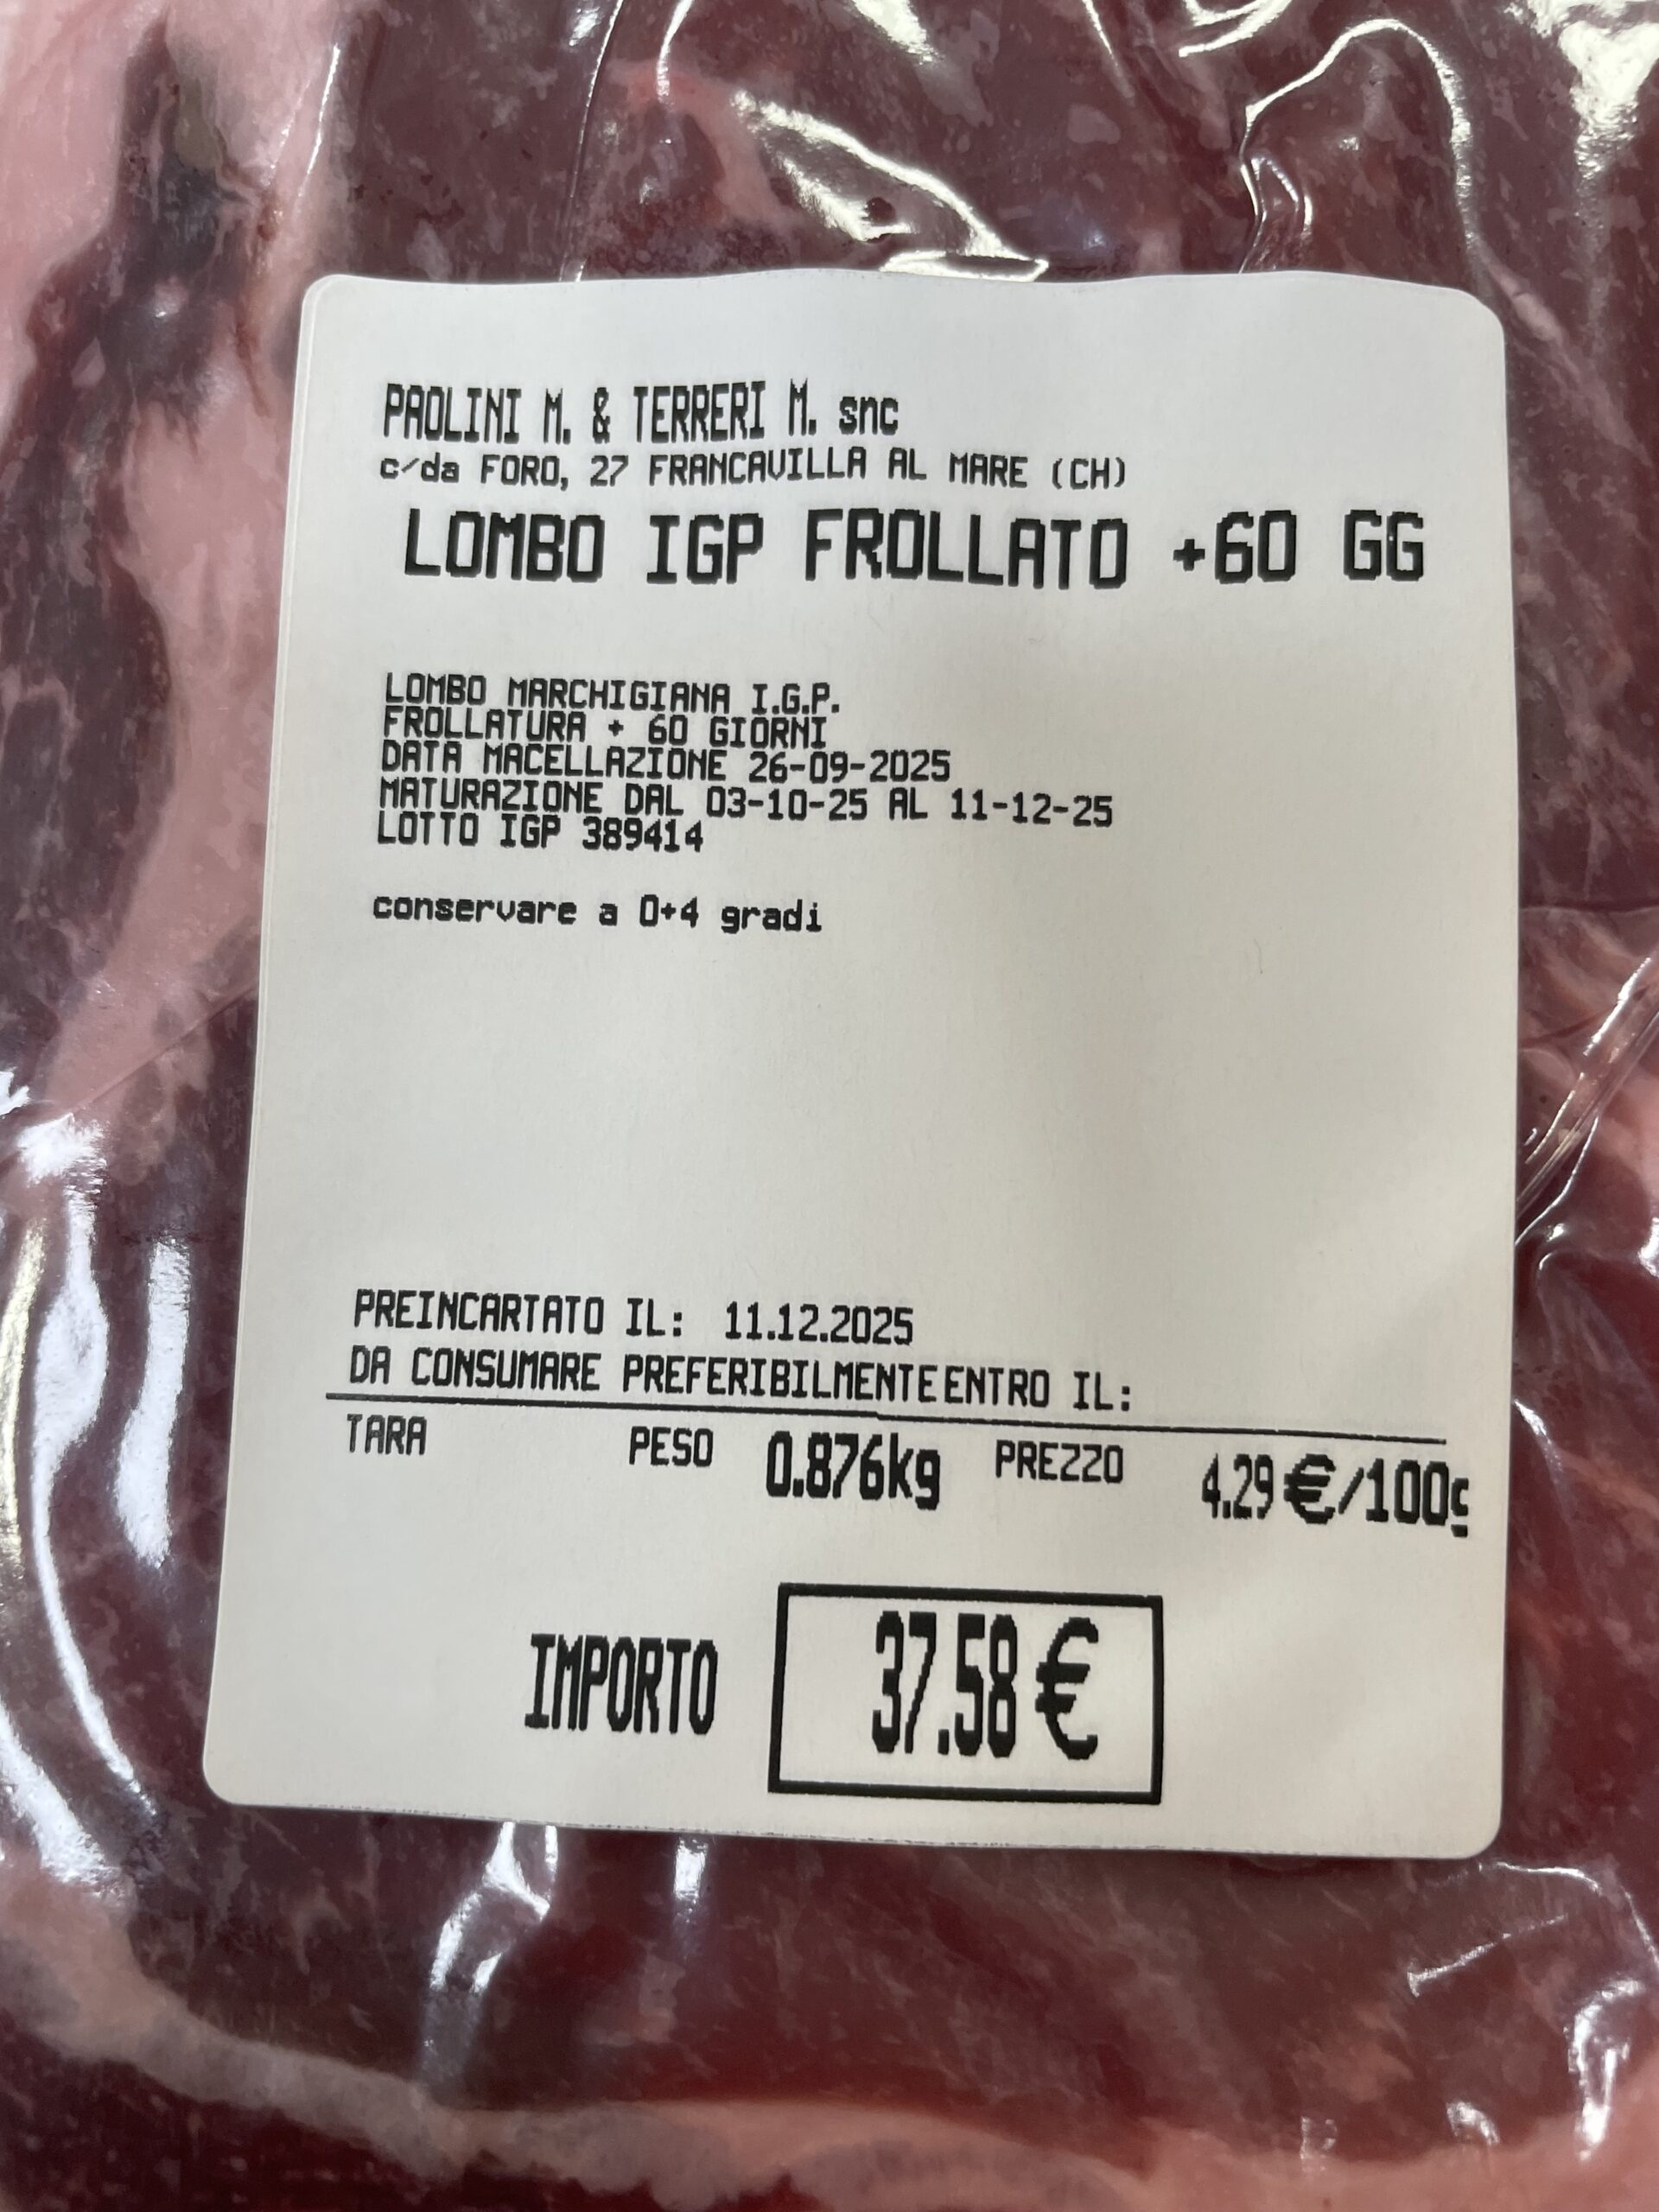 PAOLINI M. & TERRERI M. snc
c/da FORO, 27 FRANCAVILLA AL MARE (CH)
LOMBO IGP FROLLATO +60 GG
LOMBO MARCHIGIANA I.G.P.
FROLLATURA + 60 GIORNI
DATA MACELLAZIONE 26-09-2025
MATURAZIONE DAL 03-10-25 AL 11-12-25
LOTTO IGP 389414
conservare a 0+4 gradi
PREINCARTATO IL: 11.12.2025
DA CONSUMARE PREFERIBILMENTE ENTRO IL:
TARA PESO 0.876kg PREZZO 4.29 €/100g
IMPORTO 37.58 €